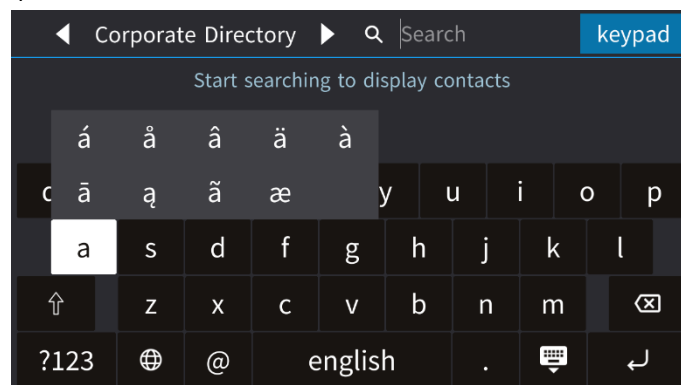 Corporate Directory Search keypad
Start searching to display contacts
á å â ä à
ā ą ã æ
y u i o p
a s d f g h j k l
z x c v b n m
?123 @ english .